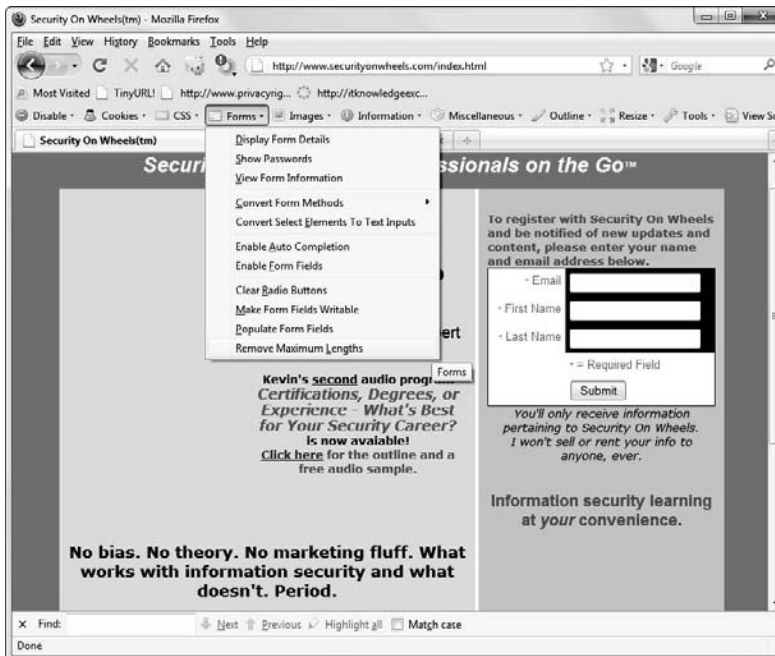 Security On Wheels(tm) - Mozilla Firefox
File Edit View History Bookmarks Tools Help
http://www.securityonwheels.com/index.html
Google
Most Visited TinyURL! http://www.privacyrig... http://itknowledgeexc...
Disable Cookies CSS Forms Images Information Miscellaneous Outline Resize Tools View
Security On Wheels(tm)
Display Form Details
Show Passwords
View Form Information
Convert Form Methods
Convert Select Elements To Text Inputs
Enable Auto Completion
Enable Form Fields
Clear Radio Buttons
Make Form Fields Writable
Populate Form Fields
Remove Maximum Lengths
Forms
on the Go™
Kevin's second audio
Certifications, Degrees, or
Experience - What's Best
for Your Security Career?
is now avaiable!
Click here for the outline and a
free audio sample.
No bias. No theory. No marketing fluff. What
works with information security and what
doesn't. Period.
To register with Security On Wheels
and be notified of new updates and
content, please enter your name
and email address below.
* Email
* First Name
* Last Name
* = Required Field
Submit
You'll only receive information
pertaining to Security On Wheels.
I won't sell or rent your info to
anyone, ever.
Information security learning
at your convenience.
x Find: Next Previous Highlight all Match case
Done